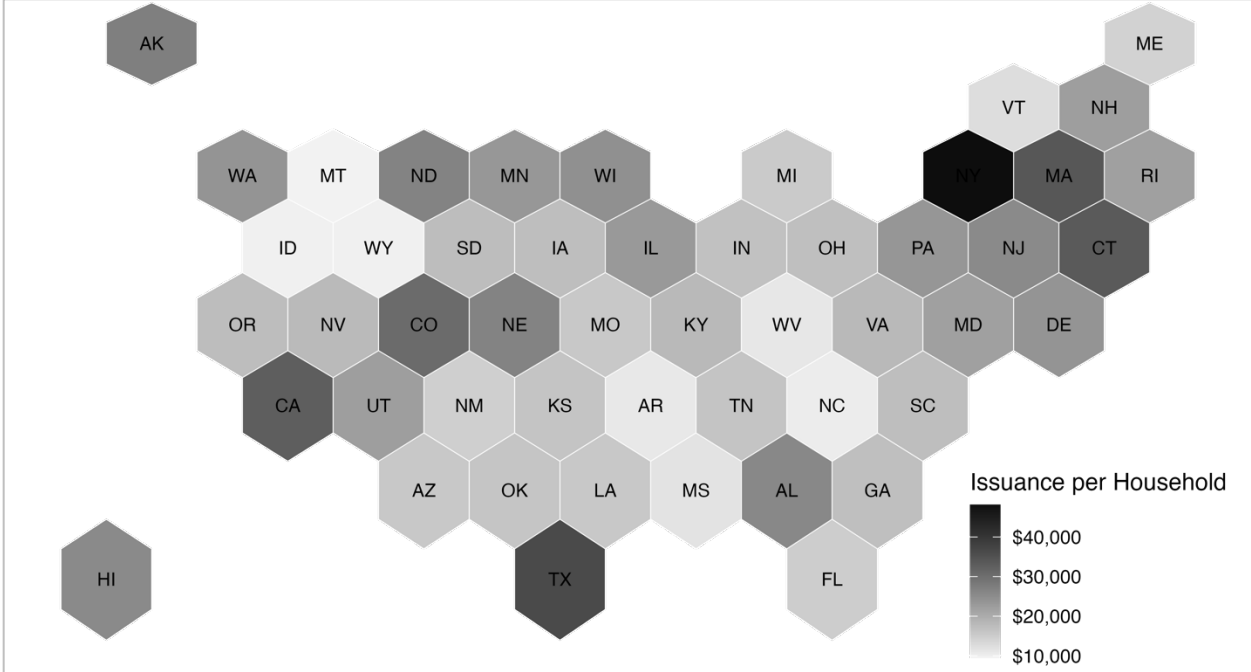 AK
ME
VT NH
WA MT ND MN WI MI NY MA RI
ID WY SD IA IL IN OH PA NJ CT
OR NV CO NE MO KY WV VA MD DE
CA UT NM KS AR TN NC SC
AZ OK LA MS AL GA
HI TX FL
Issuance per Household
$40,000
$30,000
$20,000
$10,000